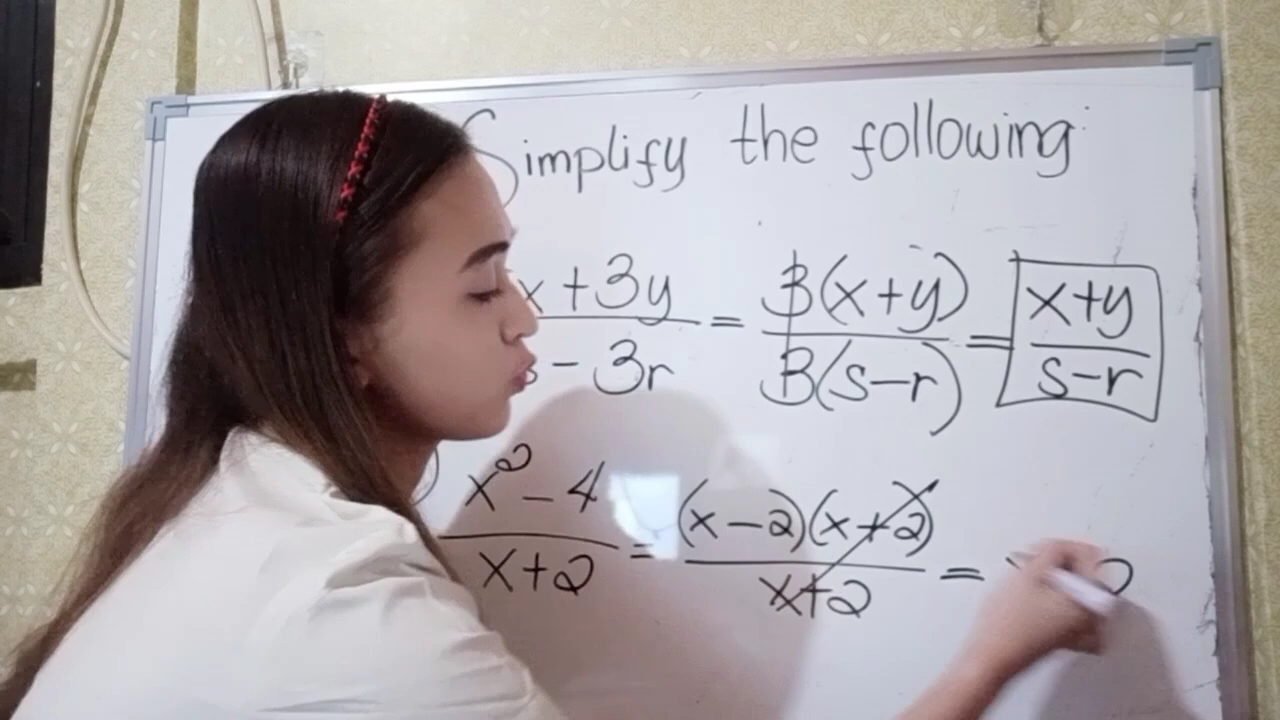 Simplify the following
x + 3y / - 3r = 3(x+y) / 3(s-r) = x+y / s-r
x² - 4 / x+2 = (x-2)(x+2) / x+2 =